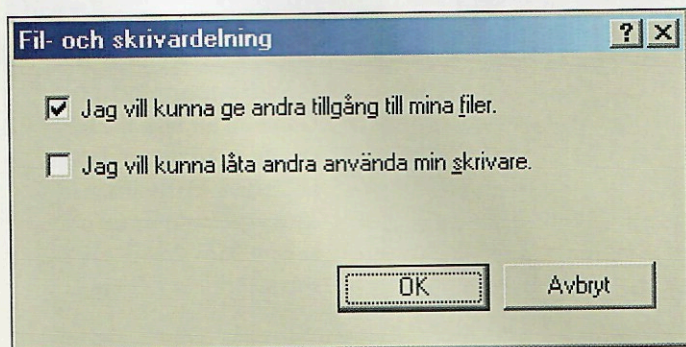 Fil- och skrivardelning
Jag vill kunna ge andra tillgång till mina filer.
Jag vill kunna låta andra använda min skrivare.
OK
Avbryt